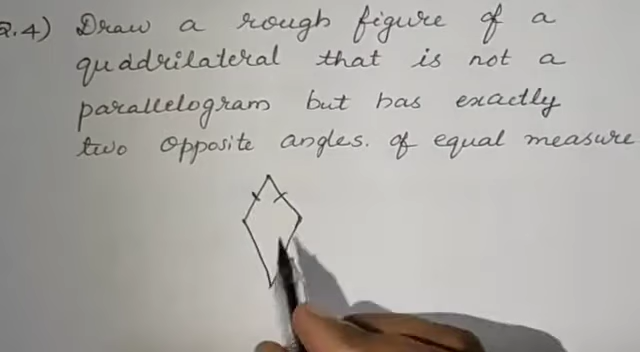 Q.4) Draw a rough figure of a
quadrilateral that is not a
parallelogram but has exactly
two opposite angles. of equal measure